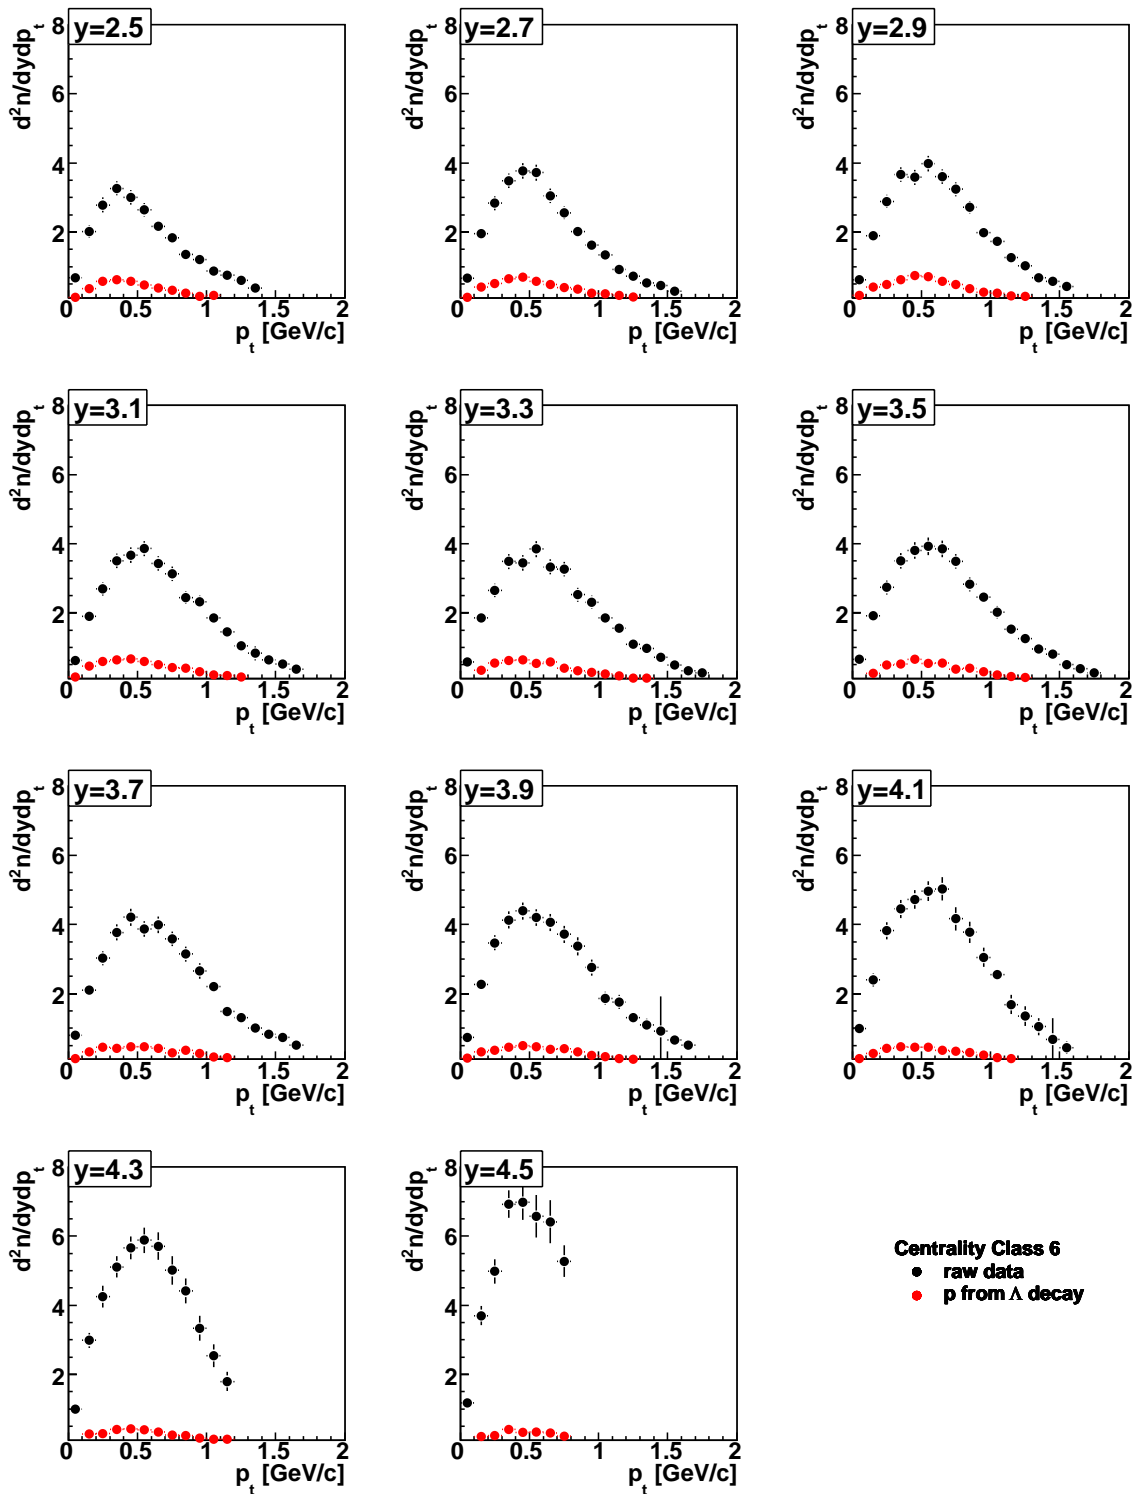 y=2.5
d²n/dydpₜ
8
6
4
2
0 0.5 1 1.5 2
pₜ [GeV/c]
y=2.7
d²n/dydpₜ
8
6
4
2
0 0.5 1 1.5 2
pₜ [GeV/c]
y=2.9
d²n/dydpₜ
8
6
4
2
0 0.5 1 1.5 2
pₜ [GeV/c]
y=3.1
d²n/dydpₜ
8
6
4
2
0 0.5 1 1.5 2
pₜ [GeV/c]
y=3.3
d²n/dydpₜ
8
6
4
2
0 0.5 1 1.5 2
pₜ [GeV/c]
y=3.5
d²n/dydpₜ
8
6
4
2
0 0.5 1 1.5 2
pₜ [GeV/c]
y=3.7
d²n/dydpₜ
8
6
4
2
0 0.5 1 1.5 2
pₜ [GeV/c]
y=3.9
d²n/dydpₜ
8
6
4
2
0 0.5 1 1.5 2
pₜ [GeV/c]
y=4.1
d²n/dydpₜ
8
6
4
2
0 0.5 1 1.5 2
pₜ [GeV/c]
y=4.3
d²n/dydpₜ
8
6
4
2
0 0.5 1 1.5 2
pₜ [GeV/c]
y=4.5
d²n/dydpₜ
8
6
4
2
0 0.5 1 1.5 2
pₜ [GeV/c]
Centrality Class 6
raw data
p from Λ decay